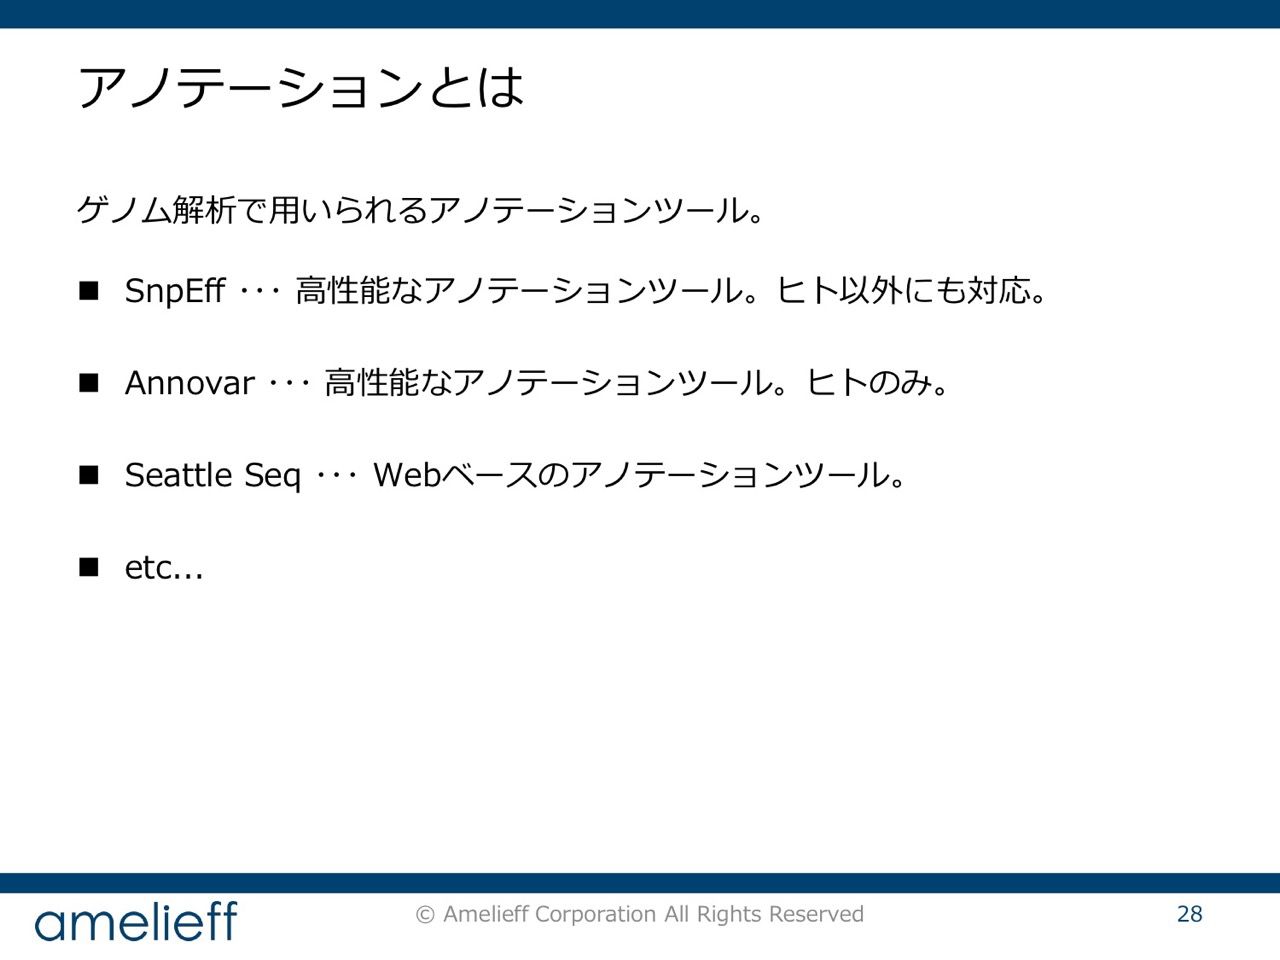 アノテーションとは
ゲノム解析で用いられるアノテーションツール。
■ SnpEff ･･･ 高性能なアノテーションツール。ヒト以外にも対応。
■ Annovar ･･･ 高性能なアノテーションツール。ヒトのみ。
■ Seattle Seq ･･･ Webベースのアノテーションツール。
■ etc...
amelieff
© Amelieff Corporation All Rights Reserved
28